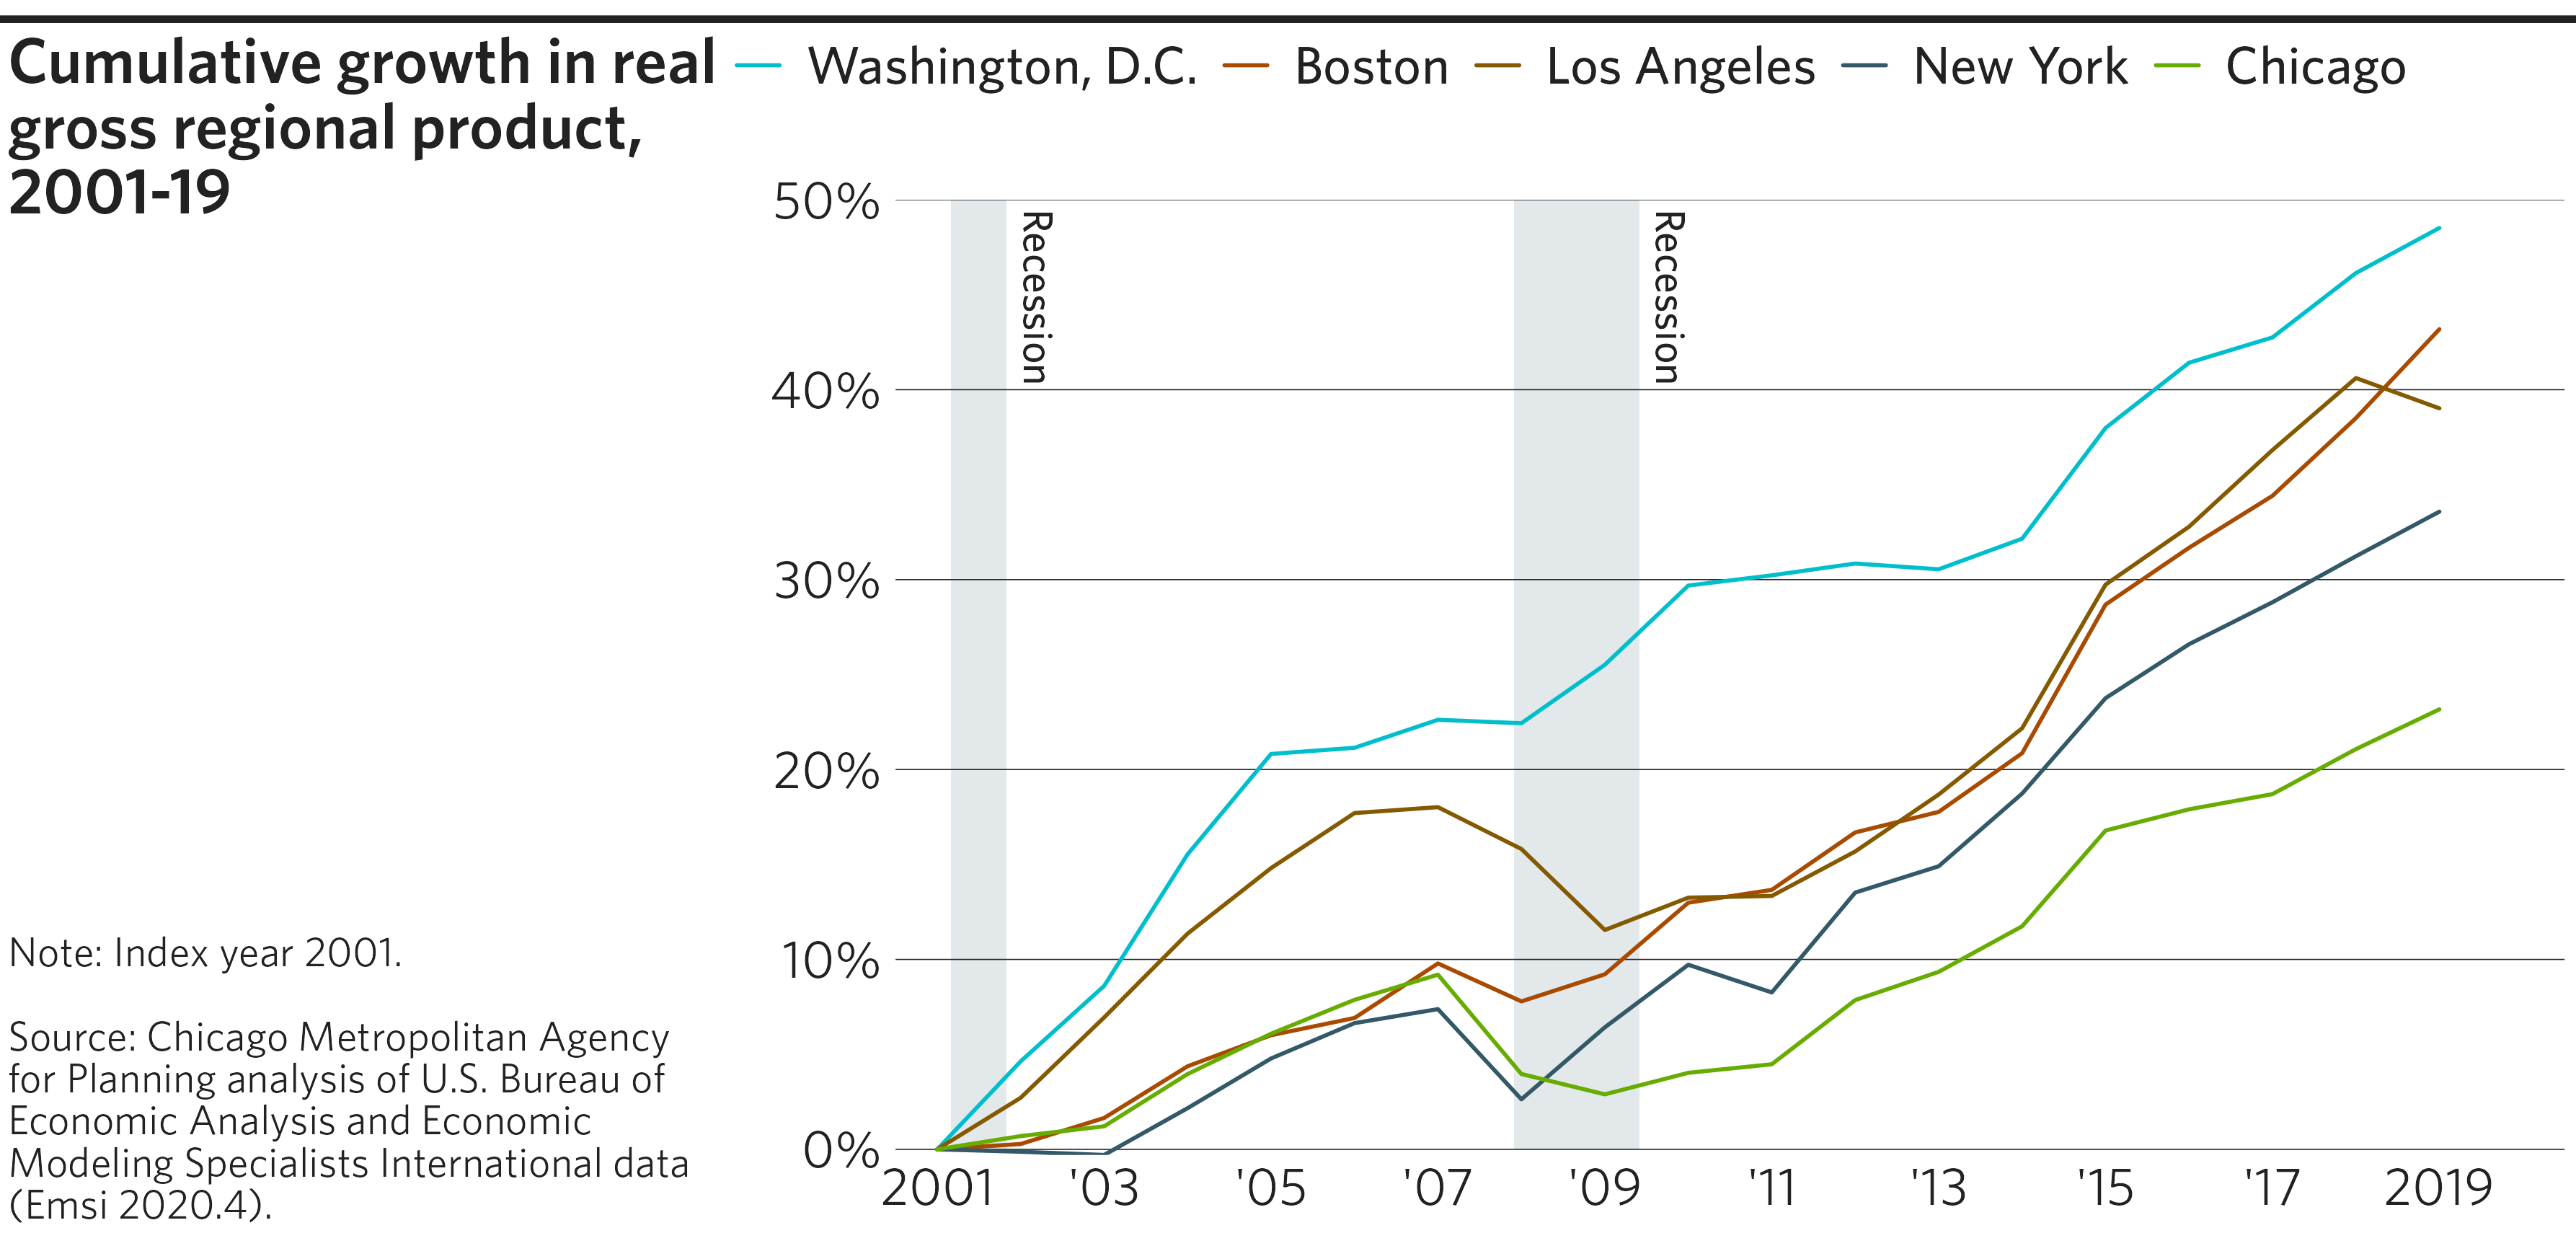 Cumulative growth in real
gross regional product,
2001-19
Washington, D.C. Boston Los Angeles New York Chicago
50%
Recession
Recession
40%
30%
20%
10%
0%
2001 '03 '05 '07 '09 '11 '13 '15 '17 2019
Note: Index year 2001.
Source: Chicago Metropolitan Agency
for Planning analysis of U.S. Bureau of
Economic Analysis and Economic
Modeling Specialists International data
(Emsi 2020.4).